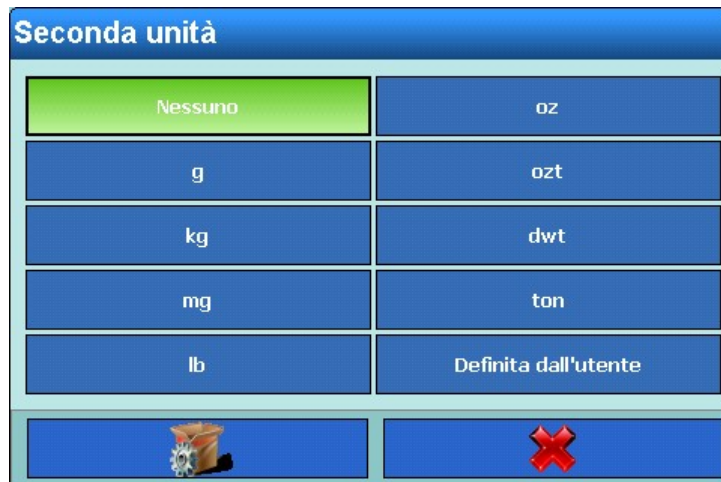 Seconda unità
Nessuno
oz
g
ozt
kg
dwt
mg
ton
lb
Definita dall'utente